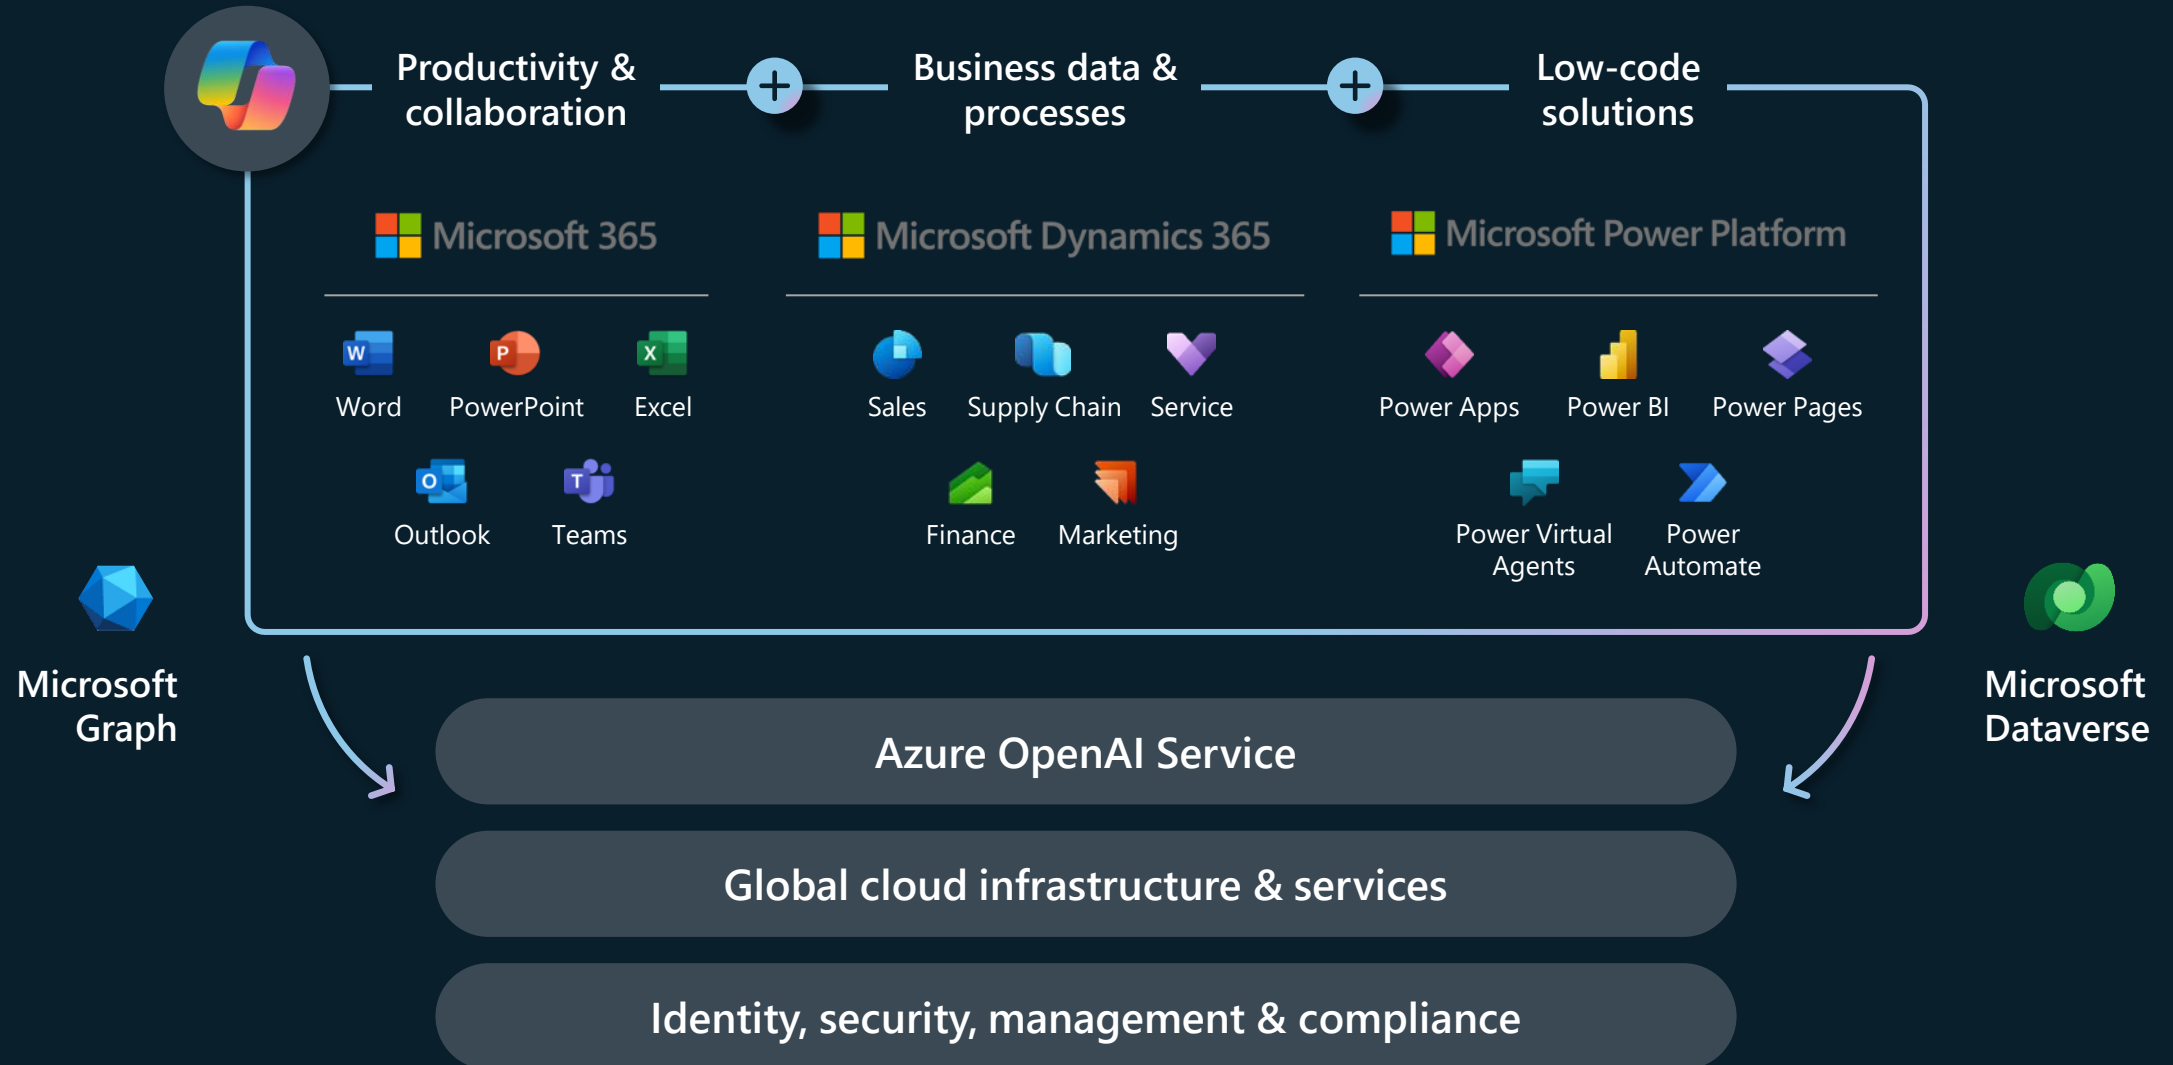 Productivity &
collaboration
Business data &
processes
Low-code
solutions
Microsoft 365
Microsoft Dynamics 365
Microsoft Power Platform
W
P
X
Word
PowerPoint
Excel
Sales
Supply Chain
Service
Power Apps
Power BI
Power Pages
O
T
Outlook
Teams
Finance
Marketing
Power Virtual
Agents
Power
Automate
Microsoft
Graph
Microsoft
Dataverse
Azure OpenAI Service
Global cloud infrastructure & services
Identity, security, management & compliance